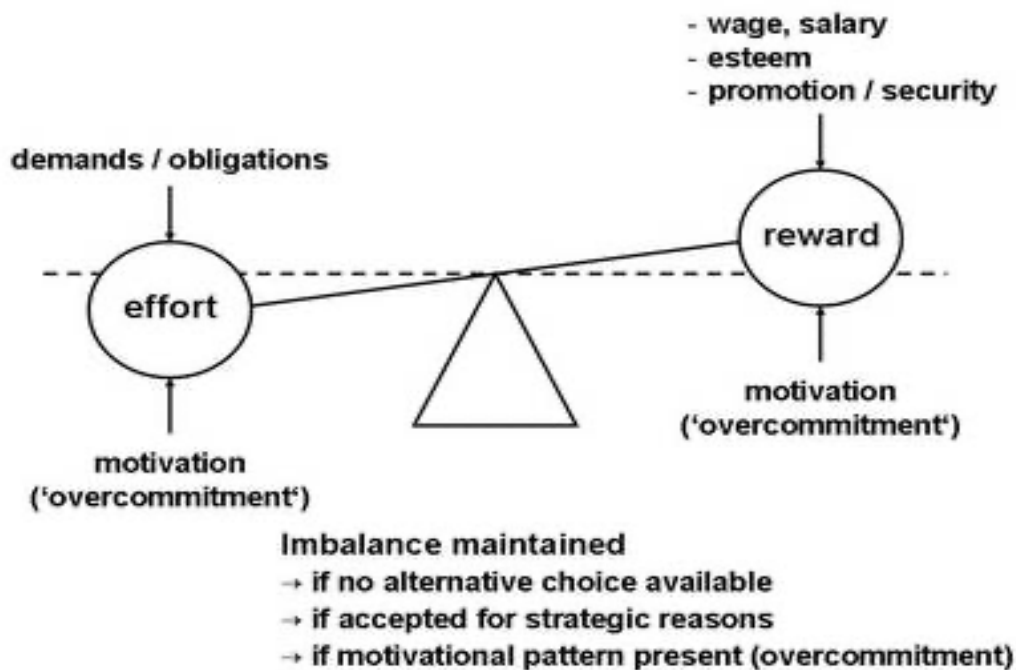 - wage, salary
- esteem
- promotion / security
demands / obligations
reward
effort
motivation
(‘overcommitment‘)
motivation
(‘overcommitment‘)
Imbalance maintained
→ if no alternative choice available
→ if accepted for strategic reasons
→ if motivational pattern present (overcommitment)